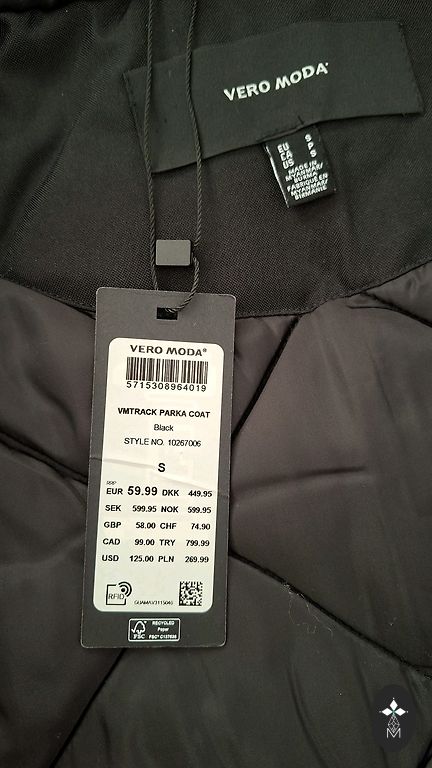 VERO MODA®
S
EU P
CA S
US
MADE IN
MYANMAR/
BURMA
FABRIQUÉ EN
MYANMAR/
BIRMANIE
VERO MODA®
5715308964019
VMTRACK PARKA COAT
Black
STYLE NO. 10267006
S
RRP
EUR 59.99 DKK 449.95
SEK 599.95 NOK 599.95
GBP 58.00 CHF 74.90
CAD 99.00 TRY 799.99
USD 125.00 PLN 269.99
RFID
FSC
RECYCLED
Paper
M